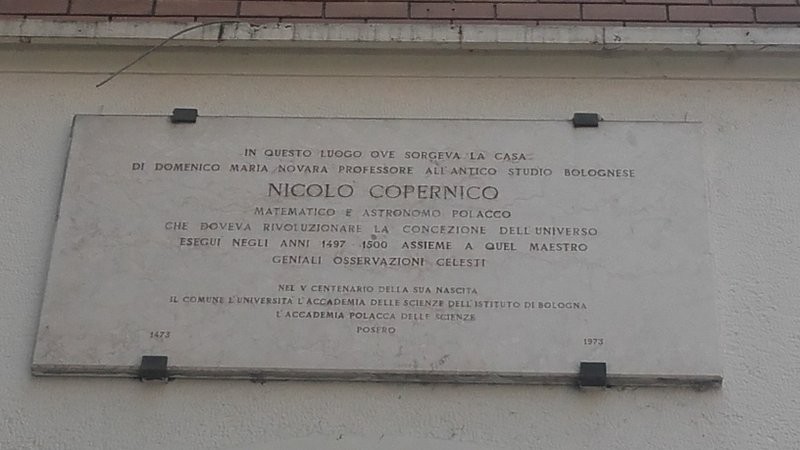 IN QUESTO LUOGO OVE SORGEVA LA CASA
DI DOMENICO MARIA NOVARA PROFESSORE ALL'ANTICO STUDIO BOLOGNESE
NICOLÒ COPERNICO
MATEMATICO E ASTRONOMO POLACCO
CHE DOVEVA RIVOLUZIONARE LA CONCEZIONE DELL'UNIVERSO
ESEGUÌ NEGLI ANNI 1497-1500 ASSIEME A QUEL MAESTRO
GENIALI OSSERVAZIONI CELESTI
NEL V CENTENARIO DELLA SUA NASCITA
IL COMUNE L'UNIVERSITÀ L'ACCADEMIA DELLE SCIENZE DELL'ISTITUTO DI BOLOGNA
L'ACCADEMIA POLACCA DELLE SCIENZE
POSERO
1473 1973